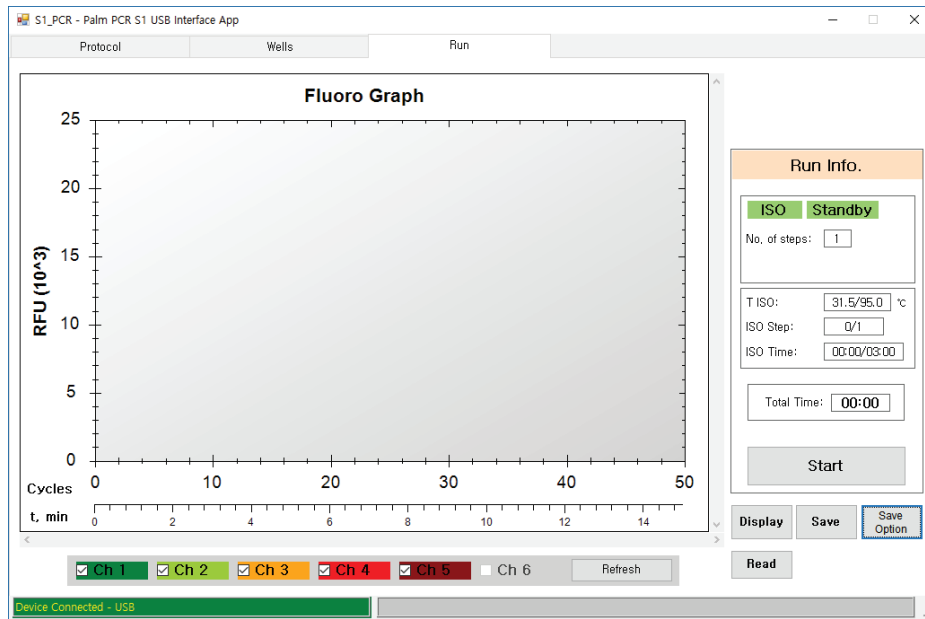 S1_PCR - Palm PCR S1 USB Interface App
Protocol Wells Run
Fluoro Graph
RFU (10^3)
25
20
15
10
5
0
Cycles 0 10 20 30 40 50
t, min 0 2 4 6 8 10 12 14
Ch 1 Ch 2 Ch 3 Ch 4 Ch 5 Ch 6 Refresh
Run Info.
ISO Standby
No, of steps: 1
T ISO: 31.5/95.0 ℃
ISO Step: 0/1
ISO Time: 00:00/03:00
Total Time: 00:00
Start
Display Save Save Option
Read
Device Connected - USB